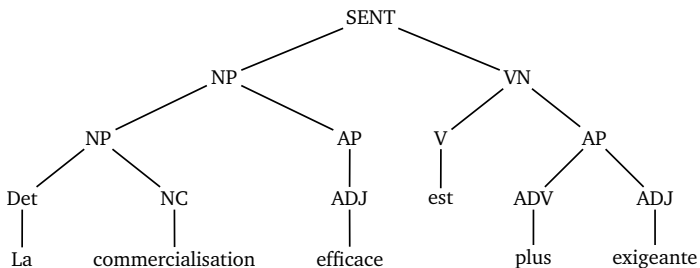 SENT
NP VN
NP AP V AP
Det NC ADJ est ADV ADJ
La commercialisation efficace plus exigeante